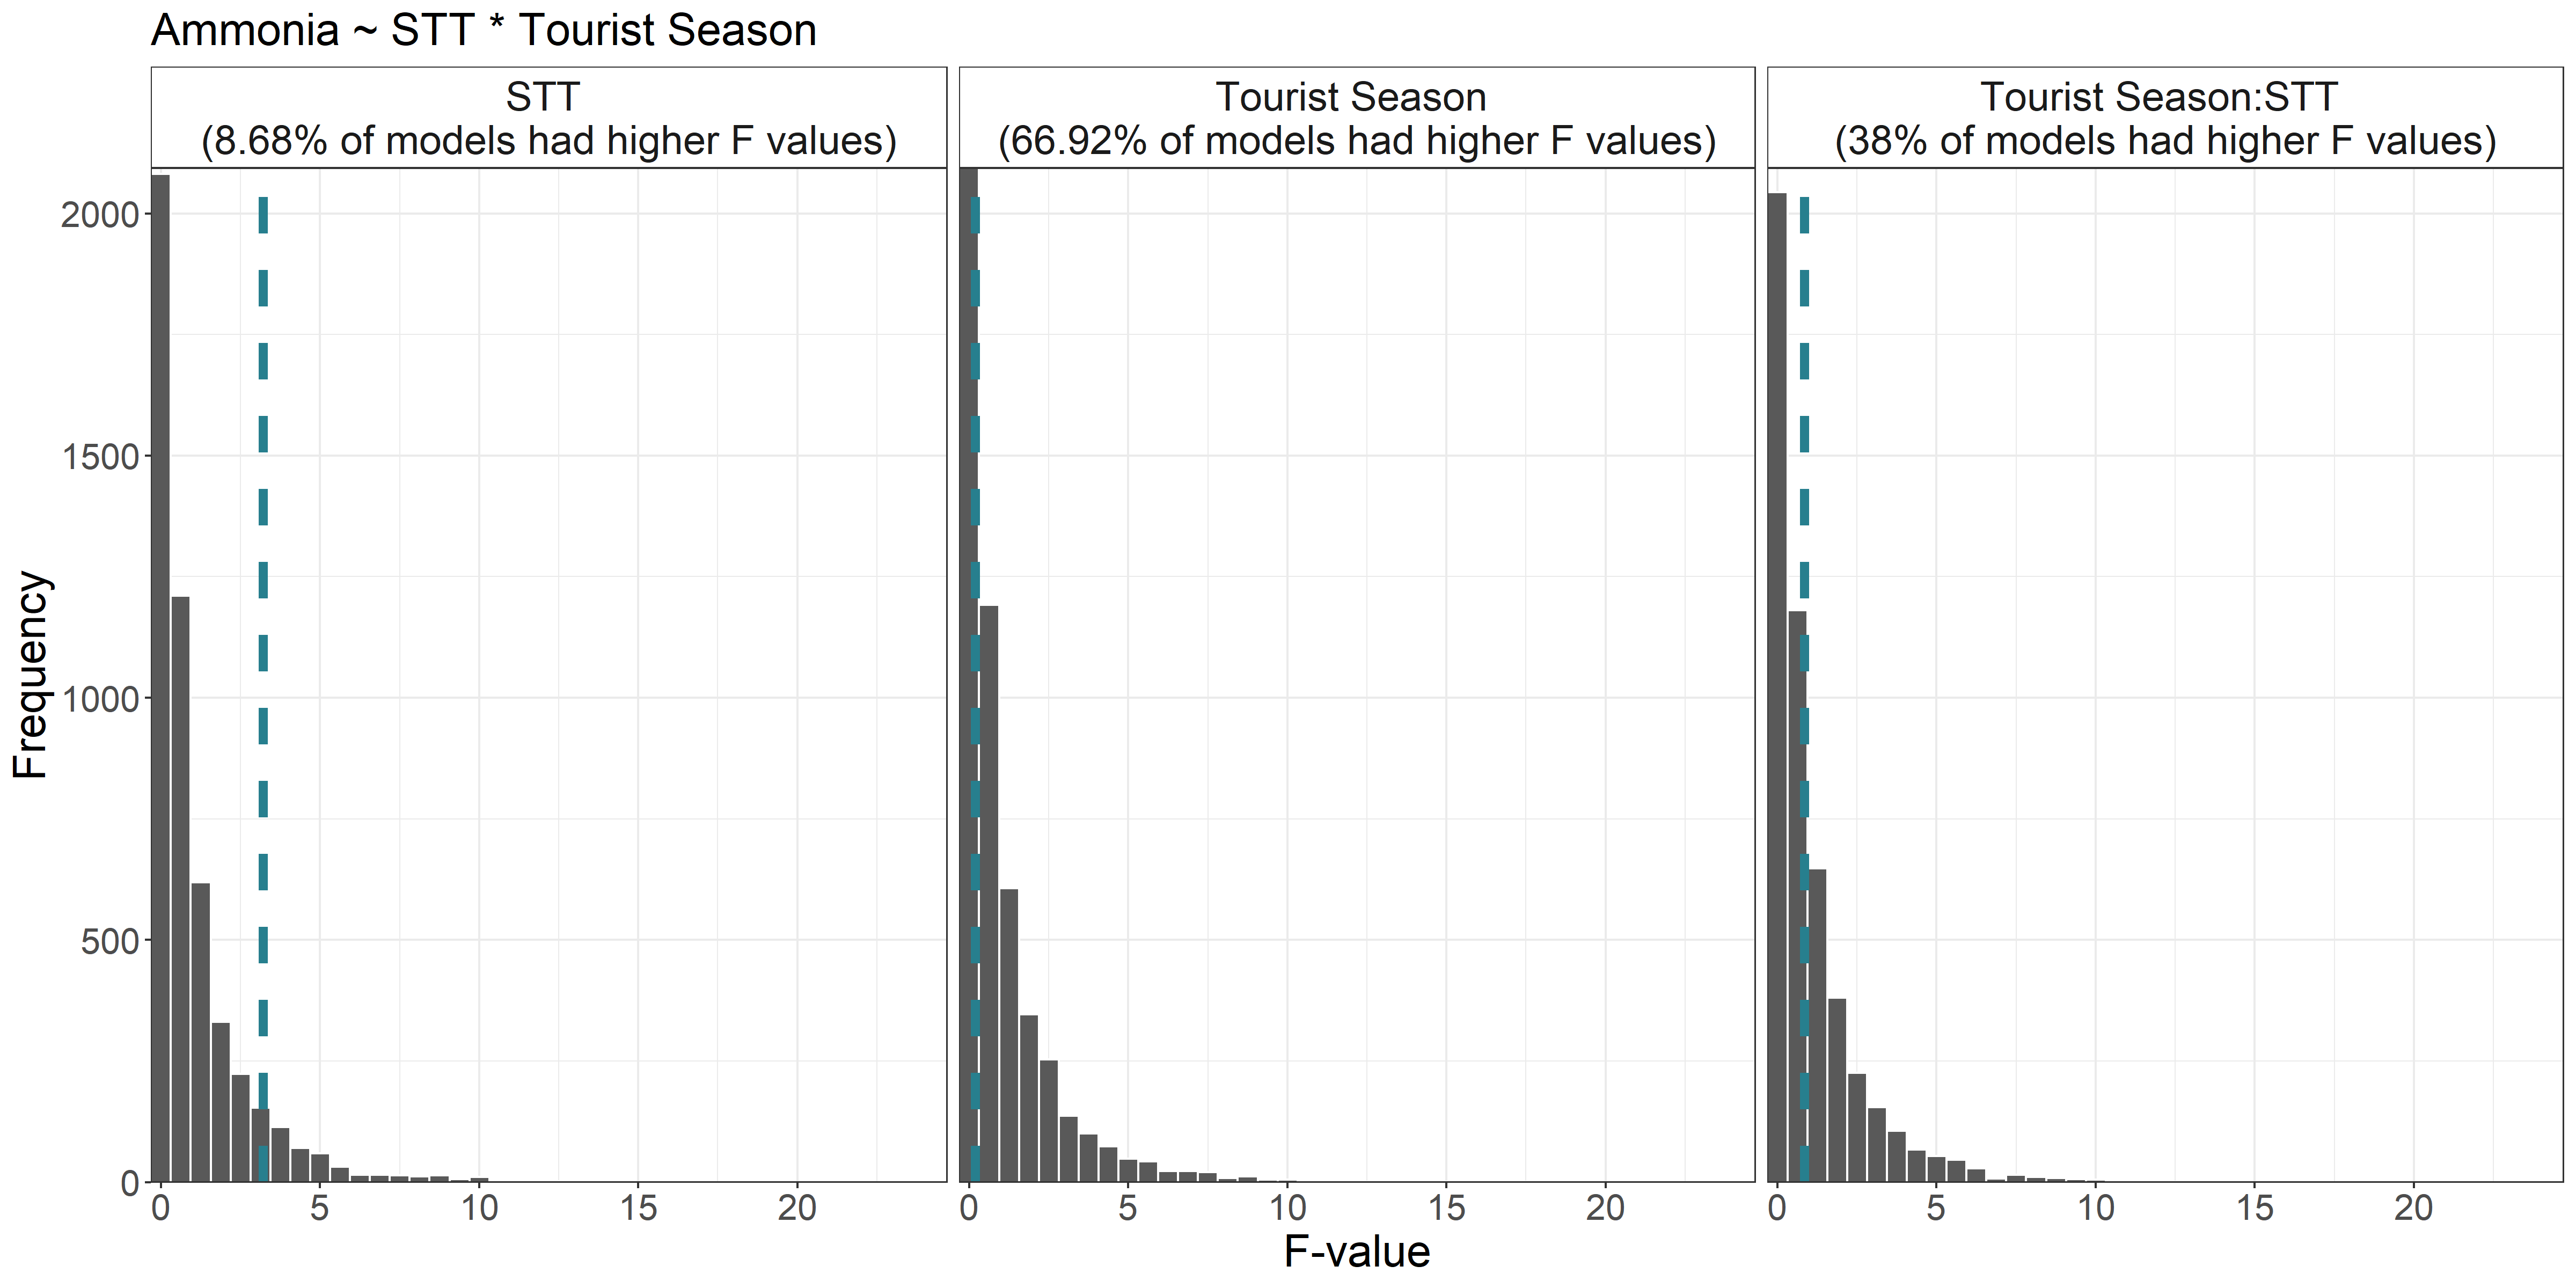 Ammonia ~ STT * Tourist Season
STT
(8.68% of models had higher F values)
Tourist Season
(66.92% of models had higher F values)
Tourist Season:STT
(38% of models had higher F values)
Frequency
2000
1500
1000
500
0
0 5 10 15 20
0 5 10 15 20
0 5 10 15 20
F-value